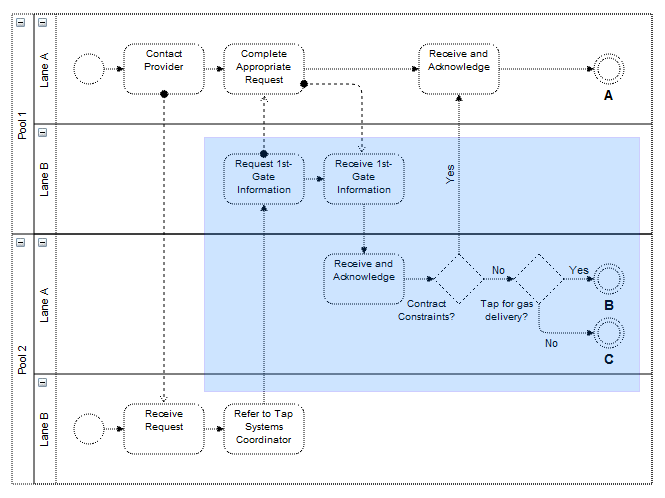 Pool 1
Lane A
Contact
Provider
Complete
Appropriate
Request
Receive and
Acknowledge
A
Lane B
Request 1st-
Gate
Information
Receive 1st-
Gate
Information
Yes
Pool 2
Lane A
Receive and
Acknowledge
Contract
Constraints?
No
Tap for gas
delivery?
Yes
B
No
C
Lane B
Receive
Request
Refer to Tap
Systems
Coordinator